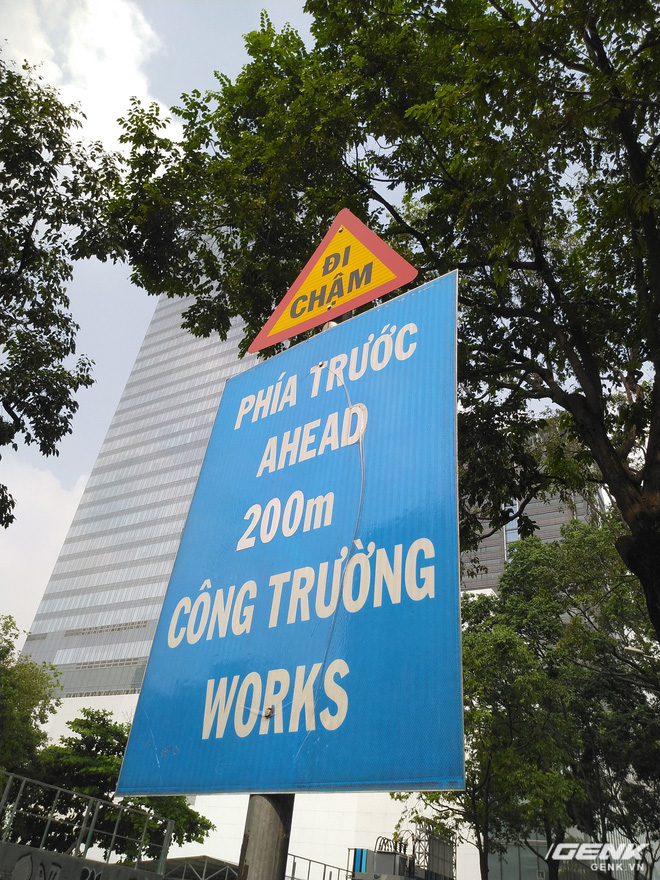 ĐI
CHẬM
PHÍA TRƯỚC
AHEAD
200m
CÔNG TRƯỜNG
WORKS
GENK
GENK.VN